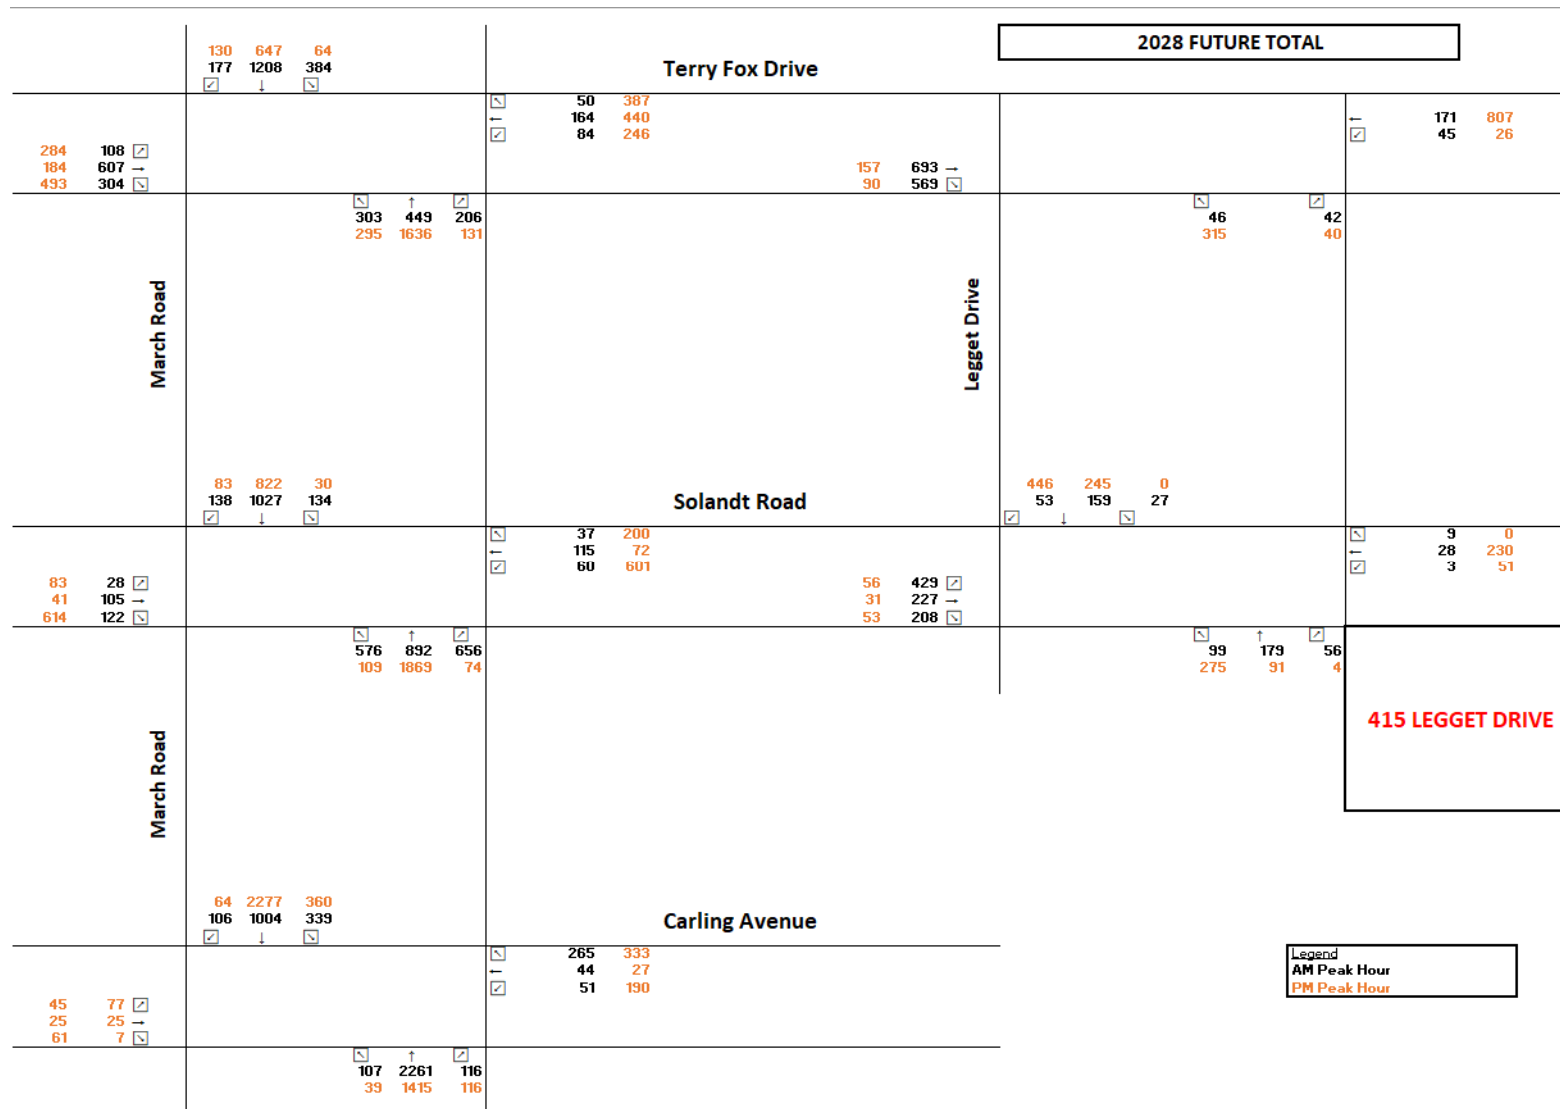 2028 FUTURE TOTAL
130 647 64
177 1208 384
↙ ↓ ↘
Terry Fox Drive
↖ 50 387
← 164 440
↙ 84 246
← 171 807
↙ 45 26
284 108 ↗
184 607 →
493 304 ↘
157 693 →
90 569 ↘
↖ ↑ ↗
303 449 206
295 1636 131
↖ ↗
46 42
315 40
March Road
Legget Drive
83 822 30
138 1027 134
↙ ↓ ↘
Solandt Road
446 245 0
53 159 27
↙ ↓ ↘
↖ 37 200
← 115 72
↙ 60 601
↖ 9 0
← 28 230
↙ 3 51
83 28 ↗
41 105 →
614 122 ↘
56 429 ↗
31 227 →
53 208 ↘
↖ ↑ ↗
576 892 656
109 1869 74
↖ ↑ ↗
99 179 56
275 91 4
415 LEGGET DRIVE
March Road
64 2277 360
106 1004 339
↙ ↓ ↘
Carling Avenue
↖ 265 333
← 44 27
↙ 51 190
Legend
AM Peak Hour
PM Peak Hour
45 77 ↗
25 25 →
61 7 ↘
↖ ↑ ↗
107 2261 116
39 1415 116